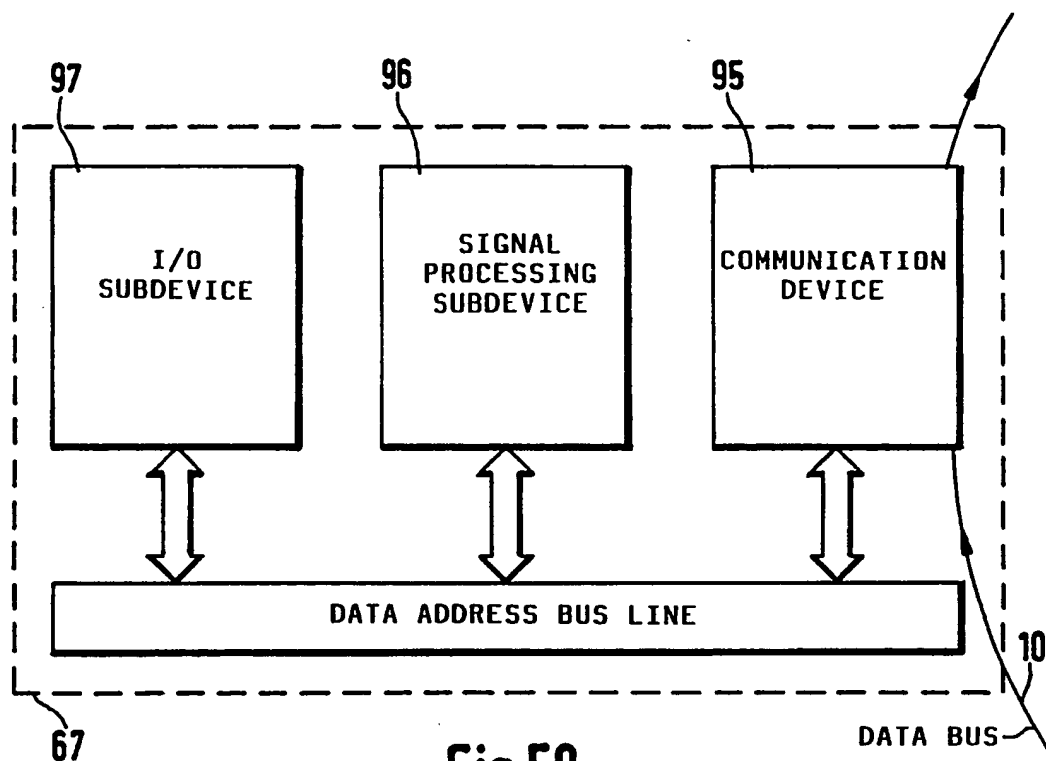 97
96
95
I/O
SUBDEVICE
SIGNAL
PROCESSING
SUBDEVICE
COMMUNICATION
DEVICE
DATA ADDRESS BUS LINE
10
67
DATA BUS